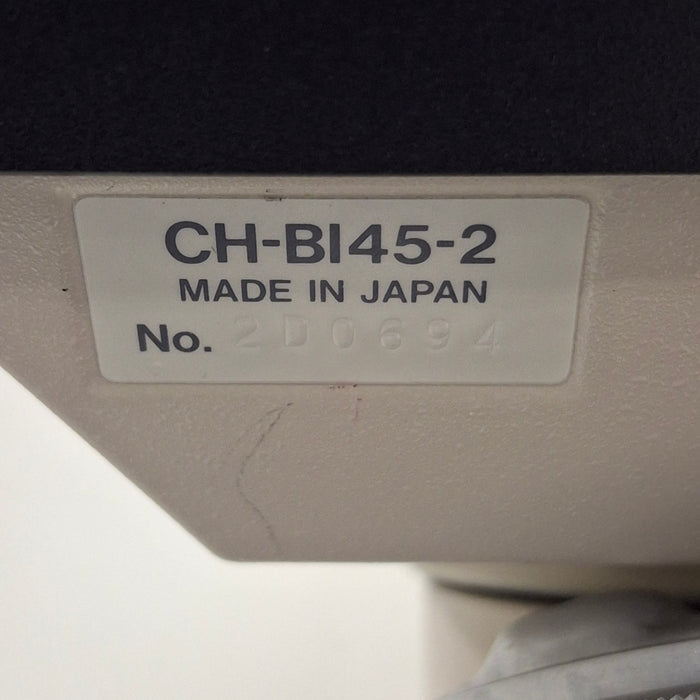 CH-BI45-2
MADE IN JAPAN
No. 2D0694